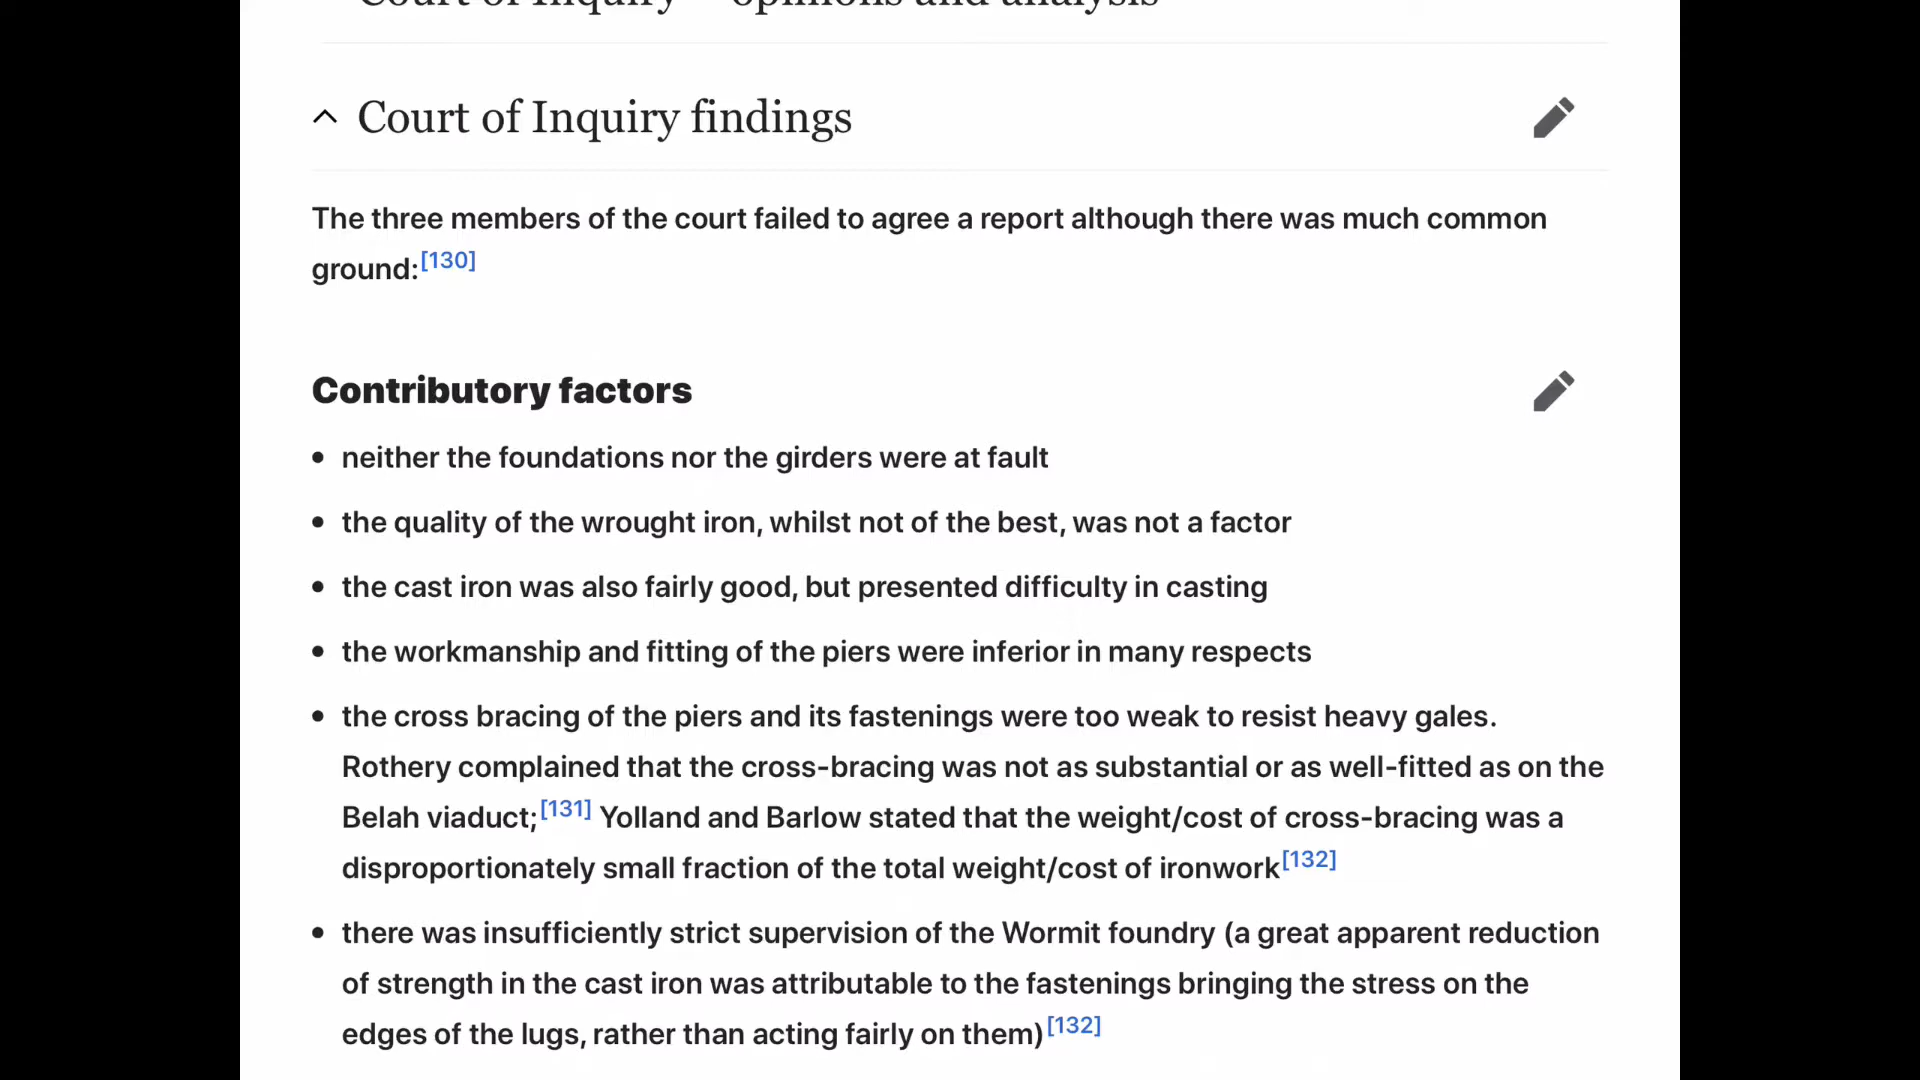 Court of Inquiry – opinions and analysis
Court of Inquiry findings
The three members of the court failed to agree a report although there was much common
ground:[130]
Contributory factors
• neither the foundations nor the girders were at fault
• the quality of the wrought iron, whilst not of the best, was not a factor
• the cast iron was also fairly good, but presented difficulty in casting
• the workmanship and fitting of the piers were inferior in many respects
• the cross bracing of the piers and its fastenings were too weak to resist heavy gales.
Rothery complained that the cross-bracing was not as substantial or as well-fitted as on the
Belah viaduct;[131] Yolland and Barlow stated that the weight/cost of cross-bracing was a
disproportionately small fraction of the total weight/cost of ironwork[132]
• there was insufficiently strict supervision of the Wormit foundry (a great apparent reduction
of strength in the cast iron was attributable to the fastenings bringing the stress on the
edges of the lugs, rather than acting fairly on them)[132]